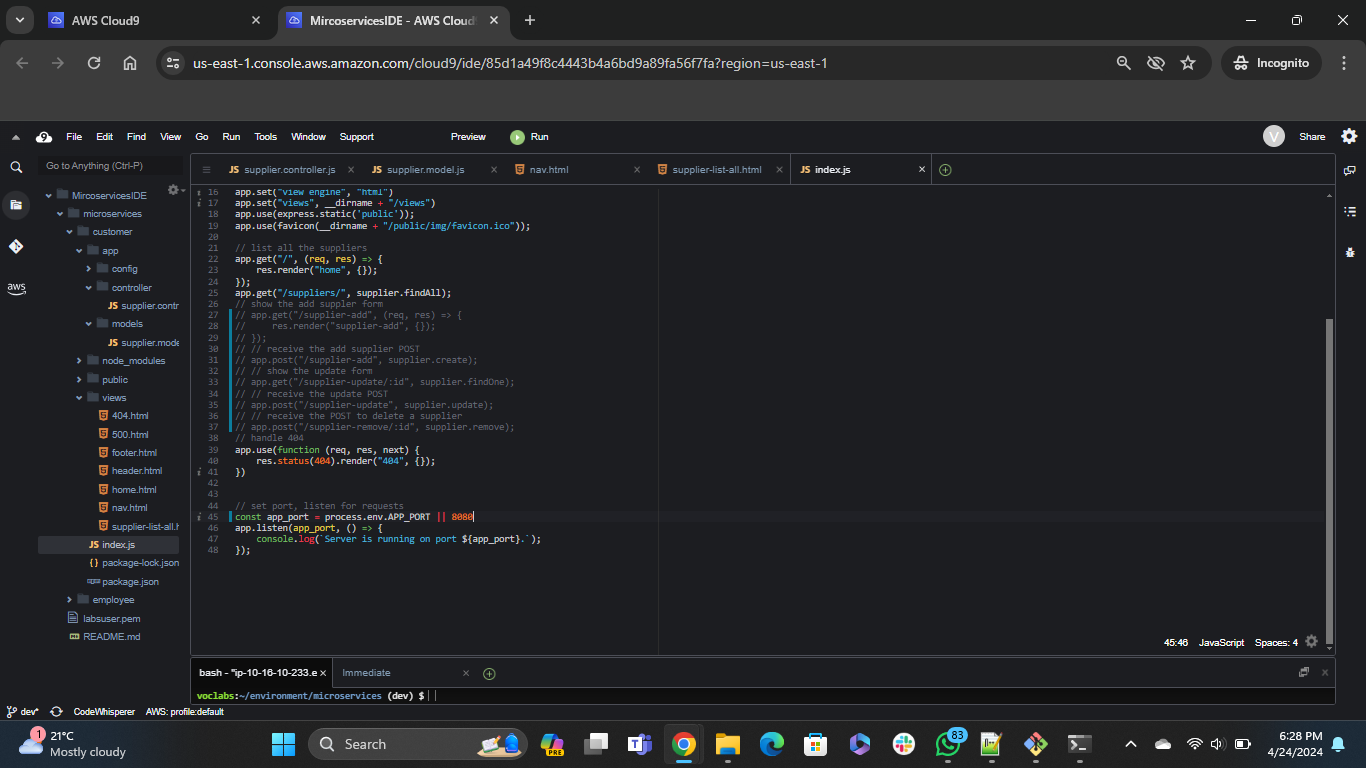 AWS Cloud9
MircoservicesIDE - AWS Cloud
us-east-1.console.aws.amazon.com/cloud9/ide/85d1a49f8c4443b4a6bd9a89fa56f7fa?region=us-east-1
Incognito
File Edit Find View Go Run Tools Window Support Preview Run V Share
Go to Anything (Ctrl-P)
MircoservicesIDE
microservices
customer
app
config
controller
JS supplier.contr
models
JS supplier.mode
node_modules
public
views
404.html
500.html
footer.html
header.html
home.html
nav.html
supplier-list-all.h
JS index.js
package-lock.json
package.json
employee
labsuser.pem
README.md
aws
JS supplier.controller.js
JS supplier.model.js
nav.html
supplier-list-all.html
JS index.js
16 app.set("view engine", "html")
17 app.set("views", __dirname + "/views")
18 app.use(express.static('public'));
19 app.use(favicon(__dirname + "/public/img/favicon.ico"));
20
21 // list all the suppliers
22 app.get("/", (req, res) => {
23 res.render("home", {});
24 });
25 app.get("/suppliers/", supplier.findAll);
26 // show the add suppler form
27 // app.get("/supplier-add", (req, res) => {
28 // res.render("supplier-add", {});
29 // });
30 // // receive the add supplier POST
31 // app.post("/supplier-add", supplier.create);
32 // // show the update form
33 // app.get("/supplier-update/:id", supplier.findOne);
34 // // receive the update POST
35 // app.post("/supplier-update", supplier.update);
36 // // receive the POST to delete a supplier
37 // app.post("/supplier-remove/:id", supplier.remove);
38 // handle 404
39 app.use(function (req, res, next) {
40 res.status(404).render("404", {});
41 })
42
43
44 // set port, listen for requests
45 const app_port = process.env.APP_PORT || 8080
46 app.listen(app_port, () => {
47 console.log(`Server is running on port ${app_port}.`);
48 });
45:46 JavaScript Spaces: 4
bash - "ip-10-16-10-233.e
Immediate
voclabs:~/environment/microservices (dev) $
dev* CodeWhisperer AWS: profile:default
1
21°C
Mostly cloudy
Search
PRE
83
6:28 PM
4/24/2024